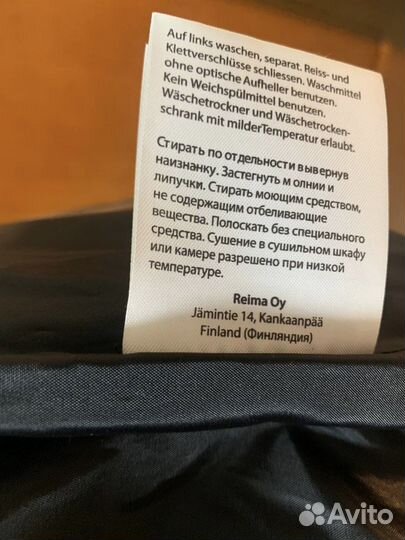 Auf links waschen, separat. Reiss- und
Klettverschlüsse schliessen. Waschmittel
ohne optische Aufheller benutzen.
Kein Weichspülmittel benutzen.
Wäschetrockner und Wäschetrocken-
schrank mit milderTemperatur erlaubt.
Стирать по отдельности вывернув
наизнанку. Застегнуть м олнии и
липучки. Стирать моющим средством,
не содержащим отбеливающие
вещества. Полоскать без специального
средства. Сушение в сушильном шкафу
или камере разрешено при низкой
температуре.
Reima Oy
Jämintie 14, Kankaanpää
Finland (Финляндия)
Avito